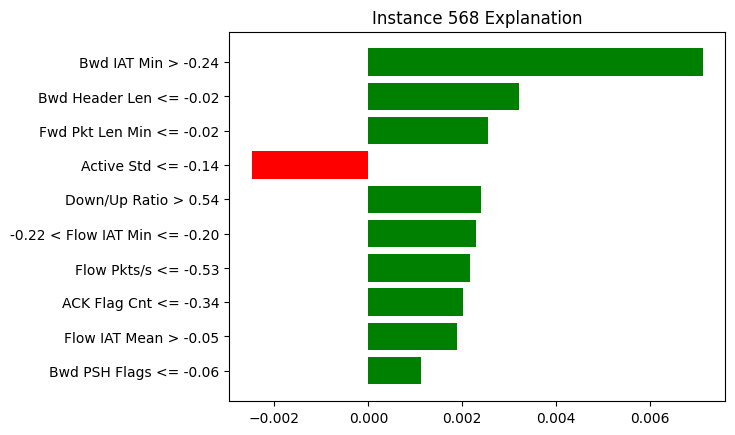 Instance 568 Explanation
Bwd IAT Min > -0.24
Bwd Header Len <= -0.02
Fwd Pkt Len Min <= -0.02
Active Std <= -0.14
Down/Up Ratio > 0.54
-0.22 < Flow IAT Min <= -0.20
Flow Pkts/s <= -0.53
ACK Flag Cnt <= -0.34
Flow IAT Mean > -0.05
Bwd PSH Flags <= -0.06
−0.002 0.000 0.002 0.004 0.006